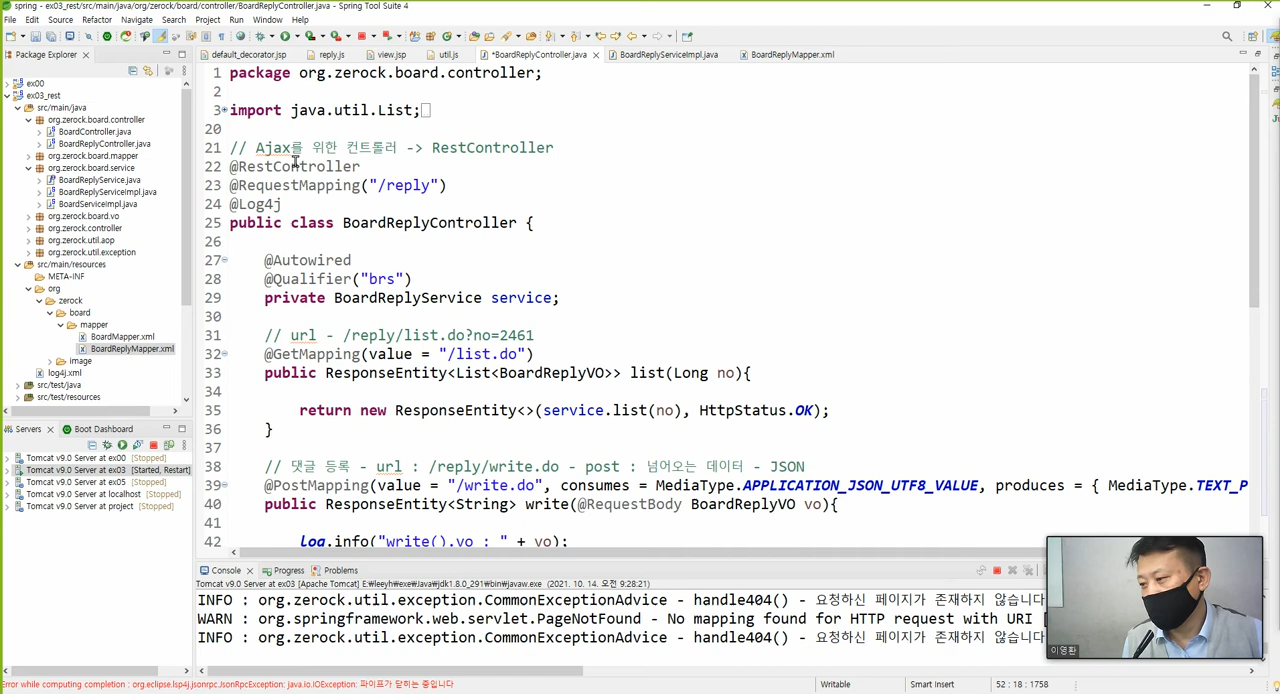 spring - ex03_rest/src/main/java/org/zerock/board/controller/BoardReplyController.java - Spring Tool Suite 4
File Edit Source Refactor Navigate Search Project Run Window Help
Package Explorer
default_decorator.jsp reply.js view.jsp util.js *BoardReplyController.java BoardReplyServiceImpl.java BoardReplyMapper.xml
ex00
ex03_rest
src/main/java
org.zerock.board.controller
BoardController.java
BoardReplyController.java
org.zerock.board.mapper
org.zerock.board.service
BoardReplyService.java
BoardReplyServiceImpl.java
BoardServiceImpl.java
org.zerock.board.vo
org.zerock.controller
org.zerock.util.aop
org.zerock.util.exception
src/main/resources
META-INF
org
zerock
board
mapper
BoardMapper.xml
BoardReplyMapper.xml
image
log4j.xml
src/test/java
src/test/resources
1 package org.zerock.board.controller;
2
3 import java.util.List;
20
21 // Ajax를 위한 컨트롤러 -> RestController
22 @RestController
23 @RequestMapping("/reply")
24 @Log4j
25 public class BoardReplyController {
26
27 @Autowired
28 @Qualifier("brs")
29 private BoardReplyService service;
30
31 // url - /reply/list.do?no=2461
32 @GetMapping(value = "/list.do")
33 public ResponseEntity<List<BoardReplyVO>> list(Long no){
34
35 return new ResponseEntity<>(service.list(no), HttpStatus.OK);
36 }
37
38 // 댓글 등록 - url : /reply/write.do - post : 넘어오는 데이터 - JSON
39 @PostMapping(value = "/write.do", consumes = MediaType.APPLICATION_JSON_UTF8_VALUE, produces = { MediaType.TEXT_P
40 public ResponseEntity<String> write(@RequestBody BoardReplyVO vo){
41
42 log.info("write().vo : " + vo);
Servers Boot Dashboard
Tomcat v9.0 Server at ex00 [Stopped]
Tomcat v9.0 Server at ex03 [Started, Restart]
Tomcat v9.0 Server at ex05 [Stopped]
Tomcat v9.0 Server at localhost [Stopped]
Tomcat v9.0 Server at project [Stopped]
Console Progress Problems
Tomcat v9.0 Server at ex03 [Apache Tomcat] E:\leeyh\exe\Java\jdk1.8.0_291\bin\javaw.exe (2021. 10. 14. 오전 9:28:21)
INFO : org.zerock.util.exception.CommonExceptionAdvice - handle404() - 요청하신 페이지가 존재하지 않습니다
WARN : org.springframework.web.servlet.PageNotFound - No mapping found for HTTP request with URI [
INFO : org.zerock.util.exception.CommonExceptionAdvice - handle404() - 요청하신 페이지가 존재하지 않습니다
이영환
Error while computing completion : org.eclipse.lsp4j.jsonrpc.JsonRpcException: java.io.IOException: 파이프가 닫히는 중입니다
Writable Smart Insert 52 : 18 : 1758